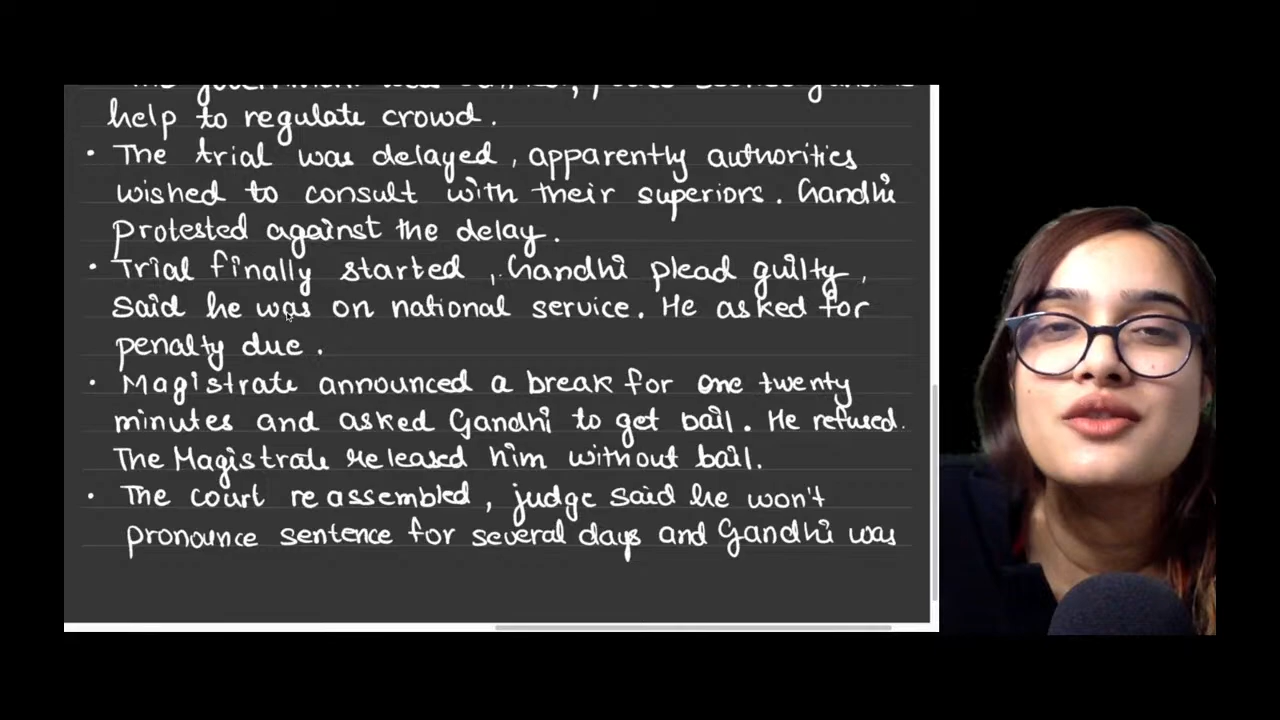 help to regulate crowd.
• The trial was delayed, apparently authorities
wished to consult with their superiors. Gandhi
protested against the delay.
• Trial finally started, Gandhi plead guilty,
said he was on national service. He asked for
penalty due.
• Magistrate announced a break for one twenty
minutes and asked Gandhi to get bail. He refused.
The Magistrate released him without bail.
• The court reassembled, judge said he won't
pronounce sentence for several days and Gandhi was